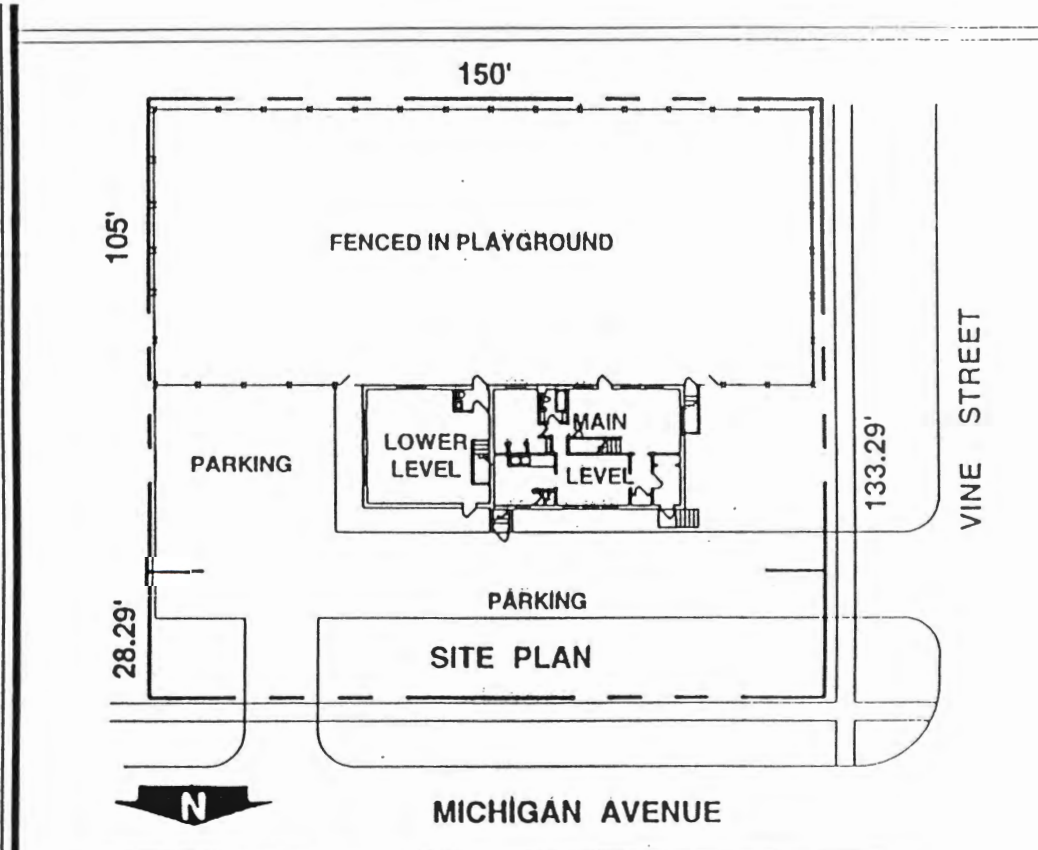 150'
105'
FENCED IN PLAYGROUND
VINE STREET
133.29'
MAIN
LOWER
LEVEL
LEVEL
PARKING
PARKING
28.29'
SITE PLAN
N
MICHIGAN AVENUE